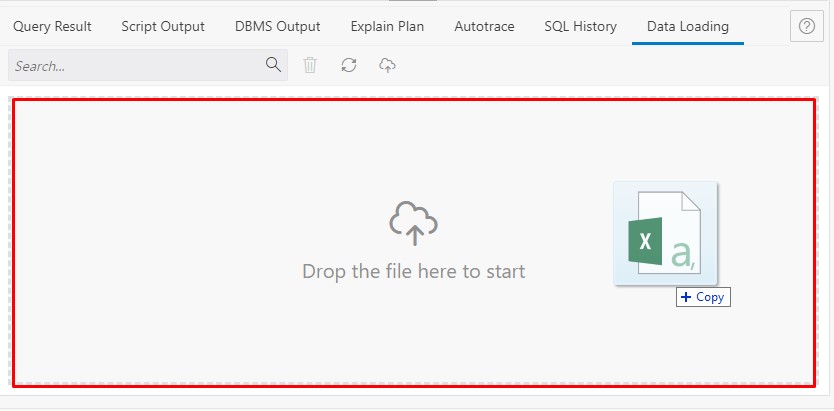 Query Result Script Output DBMS Output Explain Plan Autotrace SQL History Data Loading ?
Search...
Drop the file here to start
X a,
+ Copy